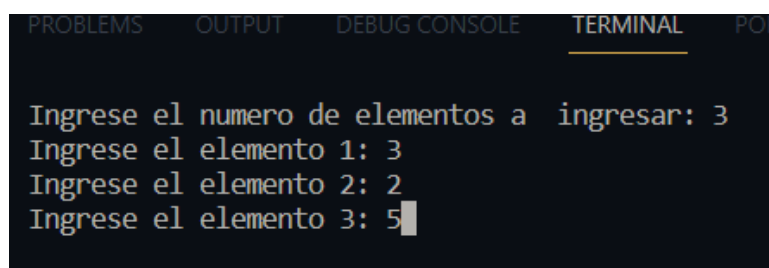 PROBLEMS OUTPUT DEBUG CONSOLE TERMINAL
Ingrese el numero de elementos a  ingresar: 3
Ingrese el elemento 1: 3
Ingrese el elemento 2: 2
Ingrese el elemento 3: 5